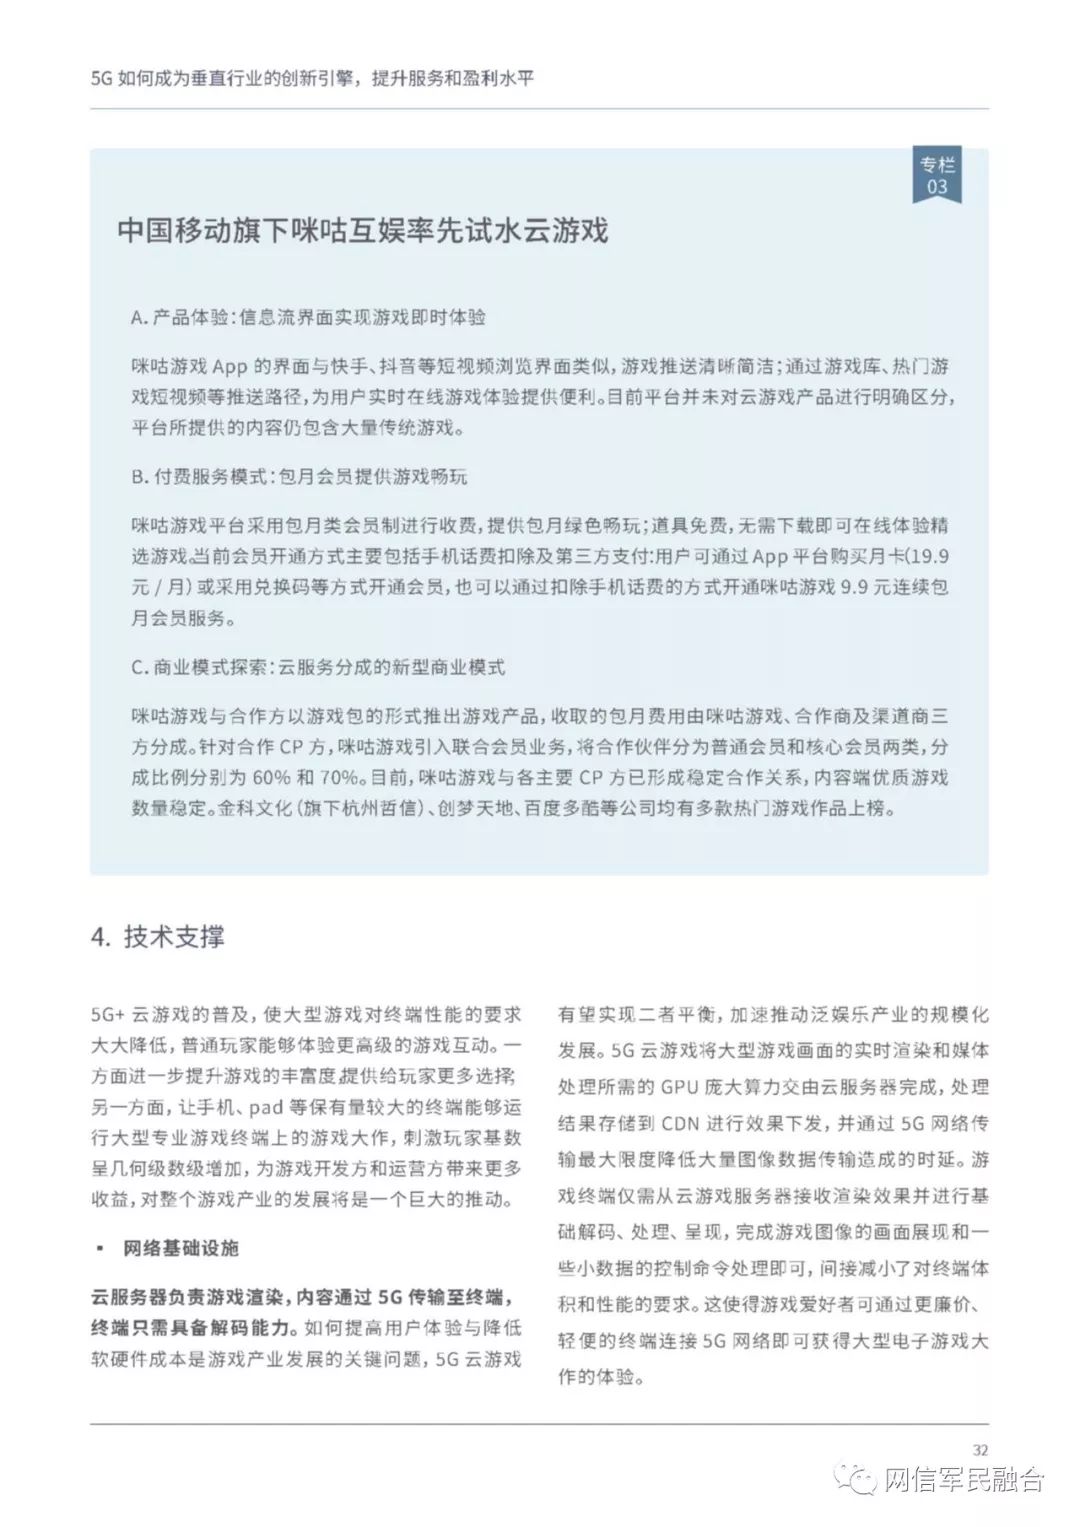 5G 如何成为垂直行业的创新引擎，提升服务和盈利水平
专栏
03
中国移动旗下咪咕互娱率先试水云游戏
A. 产品体验：信息流界面实现游戏即时体验
咪咕游戏 App 的界面与快手、抖音等短视频浏览界面类似，游戏推送清晰简洁；通过游戏库、热门游
戏短视频等推送路径，为用户实时在线游戏体验提供便利。目前平台并未对云游戏产品进行明确区分，
平台所提供的内容仍包含大量传统游戏。
B. 付费服务模式：包月会员提供游戏畅玩
咪咕游戏平台采用包月类会员制进行收费，提供包月绿色畅玩；道具免费，无需下载即可在线体验精
选游戏。当前会员开通方式主要包括手机话费扣除及第三方支付：用户可通过 App 平台购买月卡（19.9
元 / 月）或采用兑换码等方式开通会员，也可以通过扣除手机话费的方式开通咪咕游戏 9.9 元连续包
月会员服务。
C. 商业模式探索：云服务分成的新型商业模式
咪咕游戏与合作方以游戏包的形式推出游戏产品，收取的包月费用由咪咕游戏、合作商及渠道商三
方分成。针对合作 CP 方，咪咕游戏引入联合会员业务，将合作伙伴分为普通会员和核心会员两类，分
成比例分别为 60% 和 70%。目前，咪咕游戏与各主要 CP 方已形成稳定合作关系，内容端优质游戏
数量稳定。金科文化（旗下杭州哲信）、创梦天地、百度多酷等公司均有多款热门游戏作品上榜。
4. 技术支撑
5G+ 云游戏的普及，使大型游戏对终端性能的要求
大大降低，普通玩家能够体验更高级的游戏互动。一
方面进一步提升游戏的丰富度，提供给玩家更多选择；
另一方面，让手机、pad 等保有量较大的终端能够运
行大型专业游戏终端上的游戏大作，刺激玩家基数
呈几何级数级增加，为游戏开发方和运营方带来更多
收益，对整个游戏产业的发展将是一个巨大的推动。
▪ 网络基础设施
云服务器负责游戏渲染，内容通过 5G 传输至终端，
终端只需具备解码能力。如何提高用户体验与降低
软硬件成本是游戏产业发展的关键问题，5G 云游戏
有望实现二者平衡，加速推动泛娱乐产业的规模化
发展。5G 云游戏将大型游戏画面的实时渲染和媒体
处理所需的 GPU 庞大算力交由云服务器完成，处理
结果存储到 CDN 进行效果下发，并通过 5G 网络传
输最大限度降低大量图像数据传输造成的时延。游
戏终端仅需从云游戏服务器接收渲染效果并进行基
础解码、处理、呈现，完成游戏图像的画面展现和一
些小数据的控制命令处理即可，间接减小了对终端体
积和性能的要求。这使得游戏爱好者可通过更廉价、
轻便的终端连接 5G 网络即可获得大型电子游戏大
作的体验。
32
网信军民融合